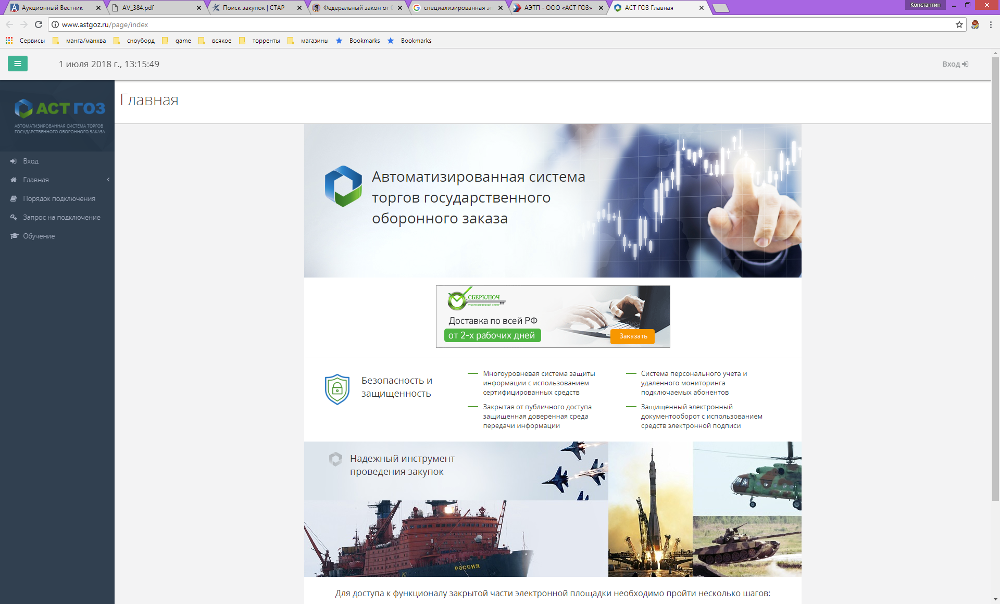 Аукционный Вестник
AV_384.pdf
Поиск закупок | СТАР
Федеральный закон от
специализированная эт
АЭТП - ООО «АСТ ГОЗ»
АСТ ГОЗ Главная
Константин
www.astgoz.ru/page/index
Сервисы
манга/манхва
сноуборд
game
всякое
торренты
магазины
Bookmarks
Bookmarks
1 июля 2018 г., 13:15:49
Вход
АСТ ГОЗ
АВТОМАТИЗИРОВАННАЯ СИСТЕМА ТОРГОВ
ГОСУДАРСТВЕННОГО ОБОРОННОГО ЗАКАЗА
Вход
Главная
Порядок подключения
Запрос на подключение
Обучение
Главная
Автоматизированная система
торгов государственного
оборонного заказа
СБЕРКЛЮЧ
УДОСТОВЕРЯЮЩИЙ ЦЕНТР
Доставка по всей РФ
от 2-х рабочих дней
Заказать
Безопасность и
защищенность
Многоуровневая система защиты
информации с использованием
сертифицированных средств
Закрытая от публичного доступа
защищенная доверенная среда
передачи информации
Система персонального учета и
удаленного мониторинга
подключаемых абонентов
Защищенный электронный
документооборот с использованием
средств электронной подписи
Надежный инструмент
проведения закупок
РОССИЯ
Для доступа к функционалу закрытой части электронной площадки необходимо пройти несколько шагов: